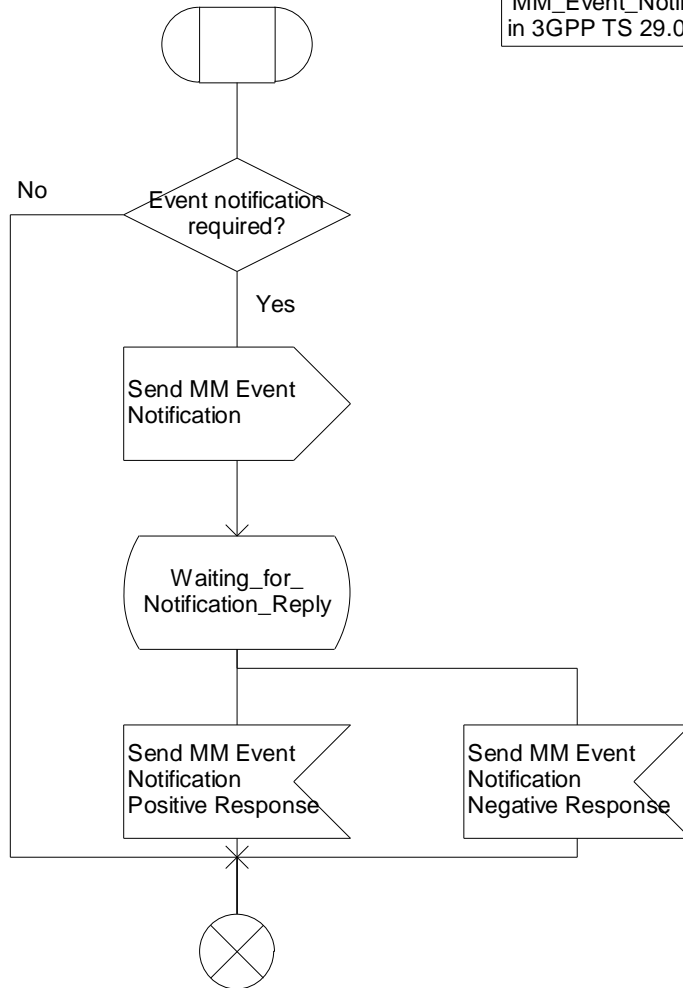 in 3GPP TS 29.0
No
Event notification
required?
Yes
Send MM Event
Notification
Waiting_for_
Notification_Reply
Send MM Event
Notification
Positive Response
Send MM Event
Notification
Negative Response